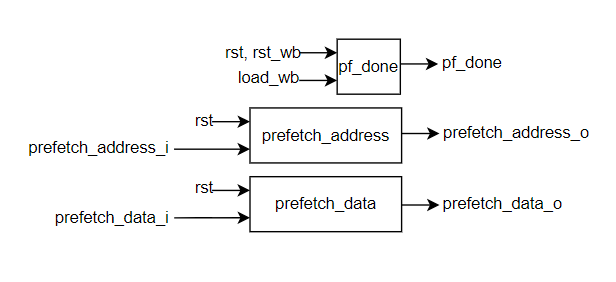 rst, rst_wb
load_wb
pf_done
pf_done
rst
prefetch_address_i
prefetch_address
prefetch_address_o
rst
prefetch_data_i
prefetch_data
prefetch_data_o